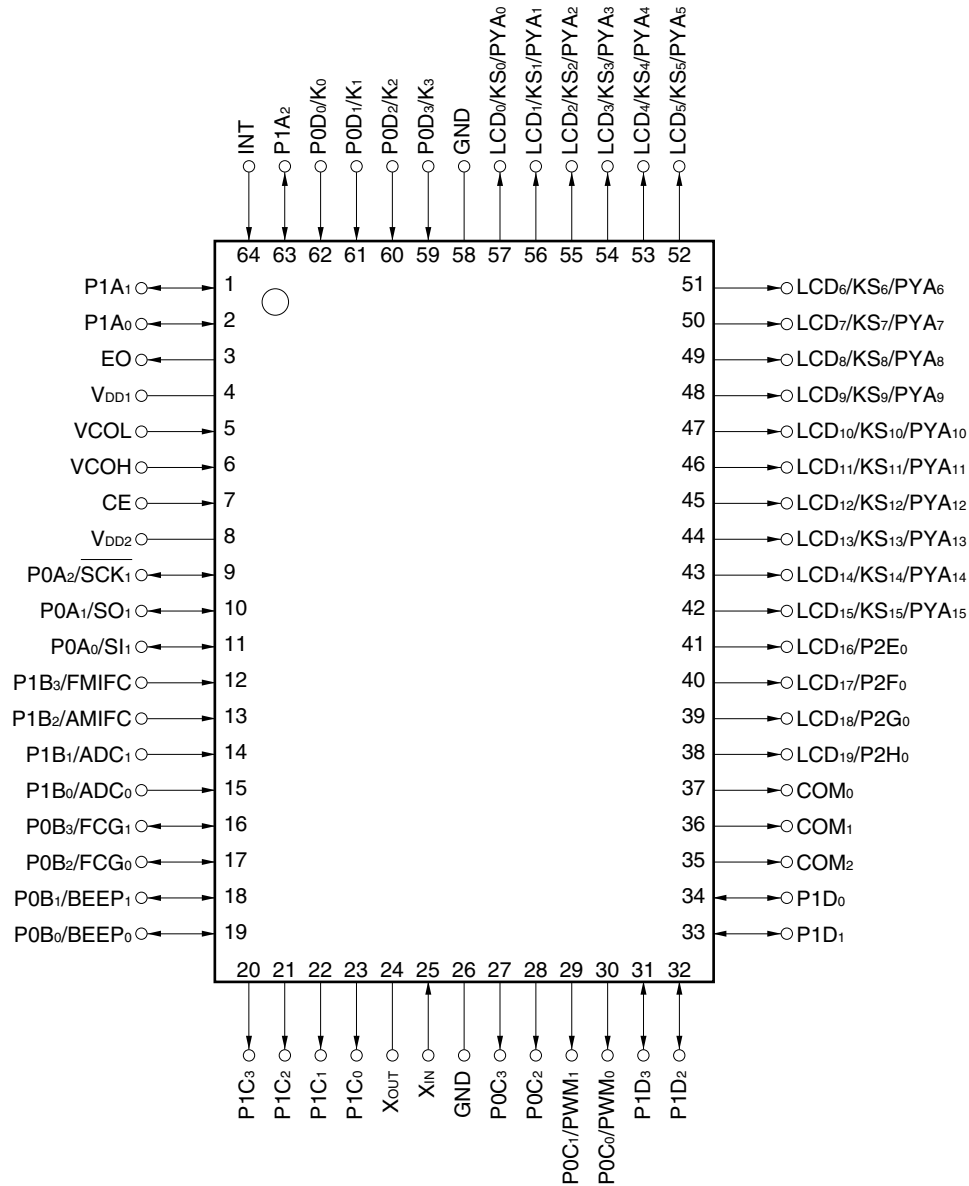 INT
P1A₂
P0D₀/K₀
P0D₁/K₁
P0D₂/K₂
P0D₃/K₃
GND
LCD₀/KS₀/PYA₀
LCD₁/KS₁/PYA₁
LCD₂/KS₂/PYA₂
LCD₃/KS₃/PYA₃
LCD₄/KS₄/PYA₄
LCD₅/KS₅/PYA₅
64 63 62 61 60 59 58 57 56 55 54 53 52
P1A₁ 1
P1A₀ 2
EO 3
VDD1 4
VCOL 5
VCOH 6
CE 7
VDD2 8
P0A₂/S̅C̅K̅₁̅ 9
P0A₁/SO₁ 10
P0A₀/SI₁ 11
P1B₃/FMIFC 12
P1B₂/AMIFC 13
P1B₁/ADC₁ 14
P1B₀/ADC₀ 15
P0B₃/FCG₁ 16
P0B₂/FCG₀ 17
P0B₁/BEEP₁ 18
P0B₀/BEEP₀ 19
51 LCD₆/KS₆/PYA₆
50 LCD₇/KS₇/PYA₇
49 LCD₈/KS₈/PYA₈
48 LCD₉/KS₉/PYA₉
47 LCD₁₀/KS₁₀/PYA₁₀
46 LCD₁₁/KS₁₁/PYA₁₁
45 LCD₁₂/KS₁₂/PYA₁₂
44 LCD₁₃/KS₁₃/PYA₁₃
43 LCD₁₄/KS₁₄/PYA₁₄
42 LCD₁₅/KS₁₅/PYA₁₅
41 LCD₁₆/P2E₀
40 LCD₁₇/P2F₀
39 LCD₁₈/P2G₀
38 LCD₁₉/P2H₀
37 COM₀
36 COM₁
35 COM₂
34 P1D₀
33 P1D₁
20 21 22 23 24 25 26 27 28 29 30 31 32
P1C₃
P1C₂
P1C₁
P1C₀
XOUT
XIN
GND
P0C₃
P0C₂
P0C₁/PWM₁
P0C₀/PWM₀
P1D₃
P1D₂